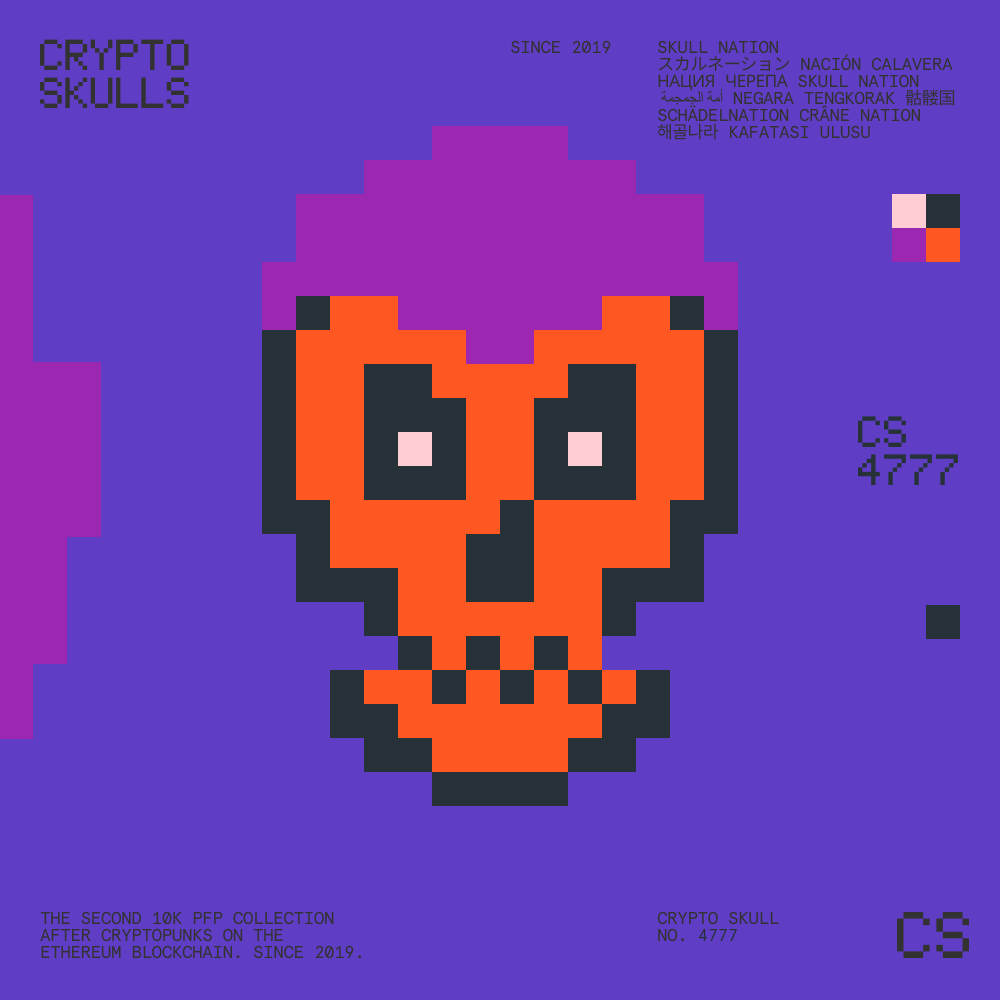 CRYPTO
SKULLS
SINCE 2019
SKULL NATION
スカルネーション NACIÓN CALAVERA
НАЦИЯ ЧЕРЕПА SKULL NATION
أمة الجمجمة NEGARA TENGKORAK 骷髅国
SCHÄDELNATION CRÂNE NATION
해골나라 KAFATASI ULUSU
CS
4777
THE SECOND 10K PFP COLLECTION
AFTER CRYPTOPUNKS ON THE
ETHEREUM BLOCKCHAIN. SINCE 2019.
CRYPTO SKULL
NO. 4777
CS